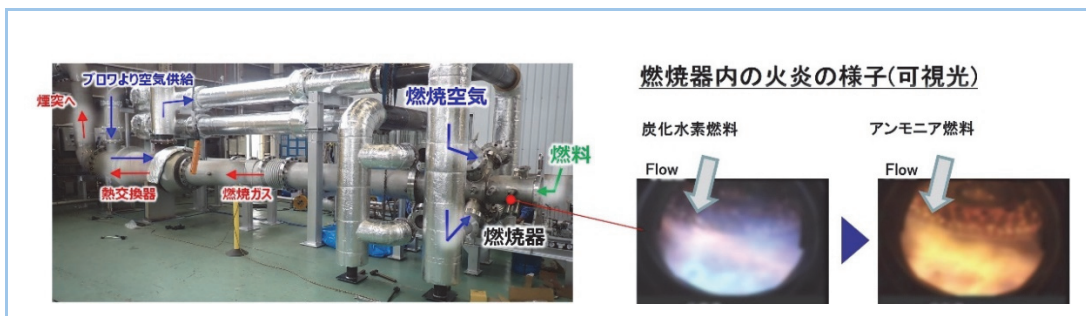 ブロワより空気供給
煙突へ
燃焼空気
燃料
熱交換器
燃焼ガス
燃焼器
燃焼器内の火炎の様子(可視光)
炭化水素燃料
アンモニア燃料
Flow
Flow